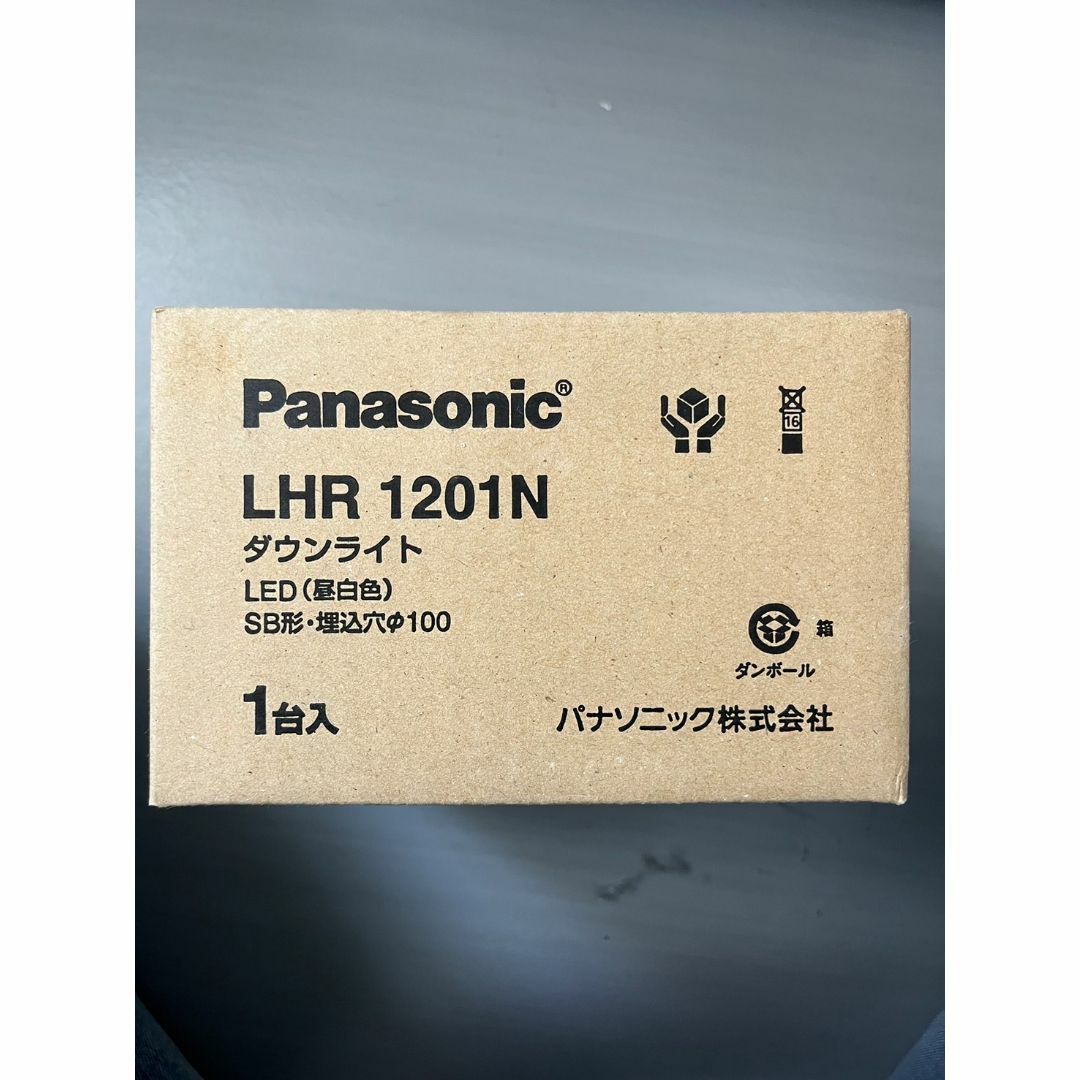 Panasonic®
16
LHR 1201N
ダウンライト
LED(昼白色)
SB形・埋込穴φ100
箱
ダンボール
1台入
パナソニック株式会社